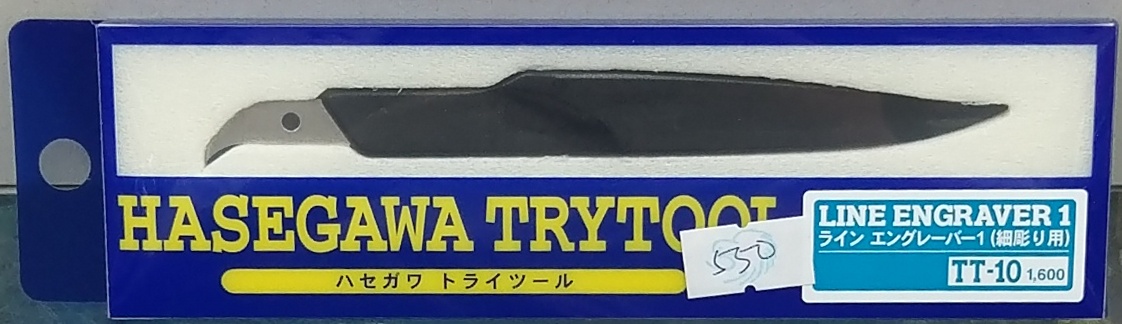 HASEGAWA TRYTOOL
ハセガワ トライツール
550
LINE ENGRAVER 1
ライン エングレーバー1 (細彫り用)
TT-10 1,600